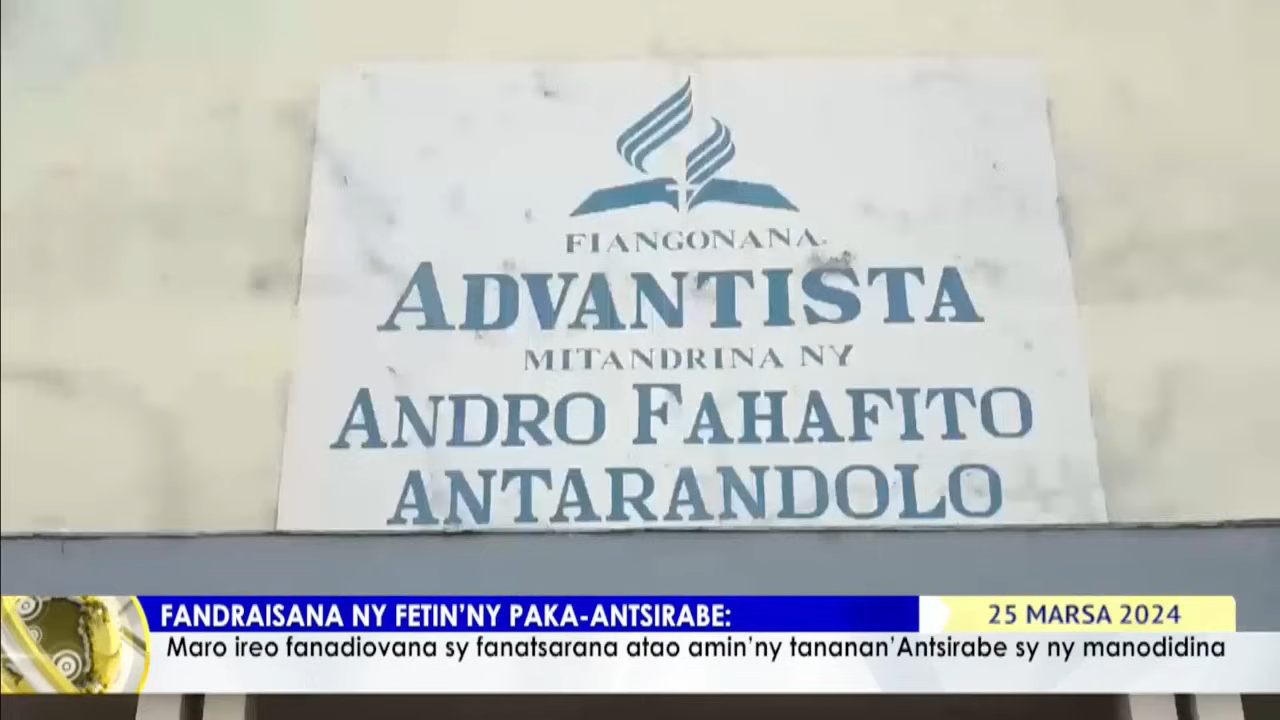 FIANGONANA
ADVANTISTA
MITANDRINA NY
ANDRO FAHAFITO
ANTARANDOLO
FANDRAISANA NY FETIN'NY PAKA-ANTSIRABE:
25 MARSA 2024
Maro ireo fanadiovana sy fanatsarana atao amin'ny tananan'Antsirabe sy ny manodidina